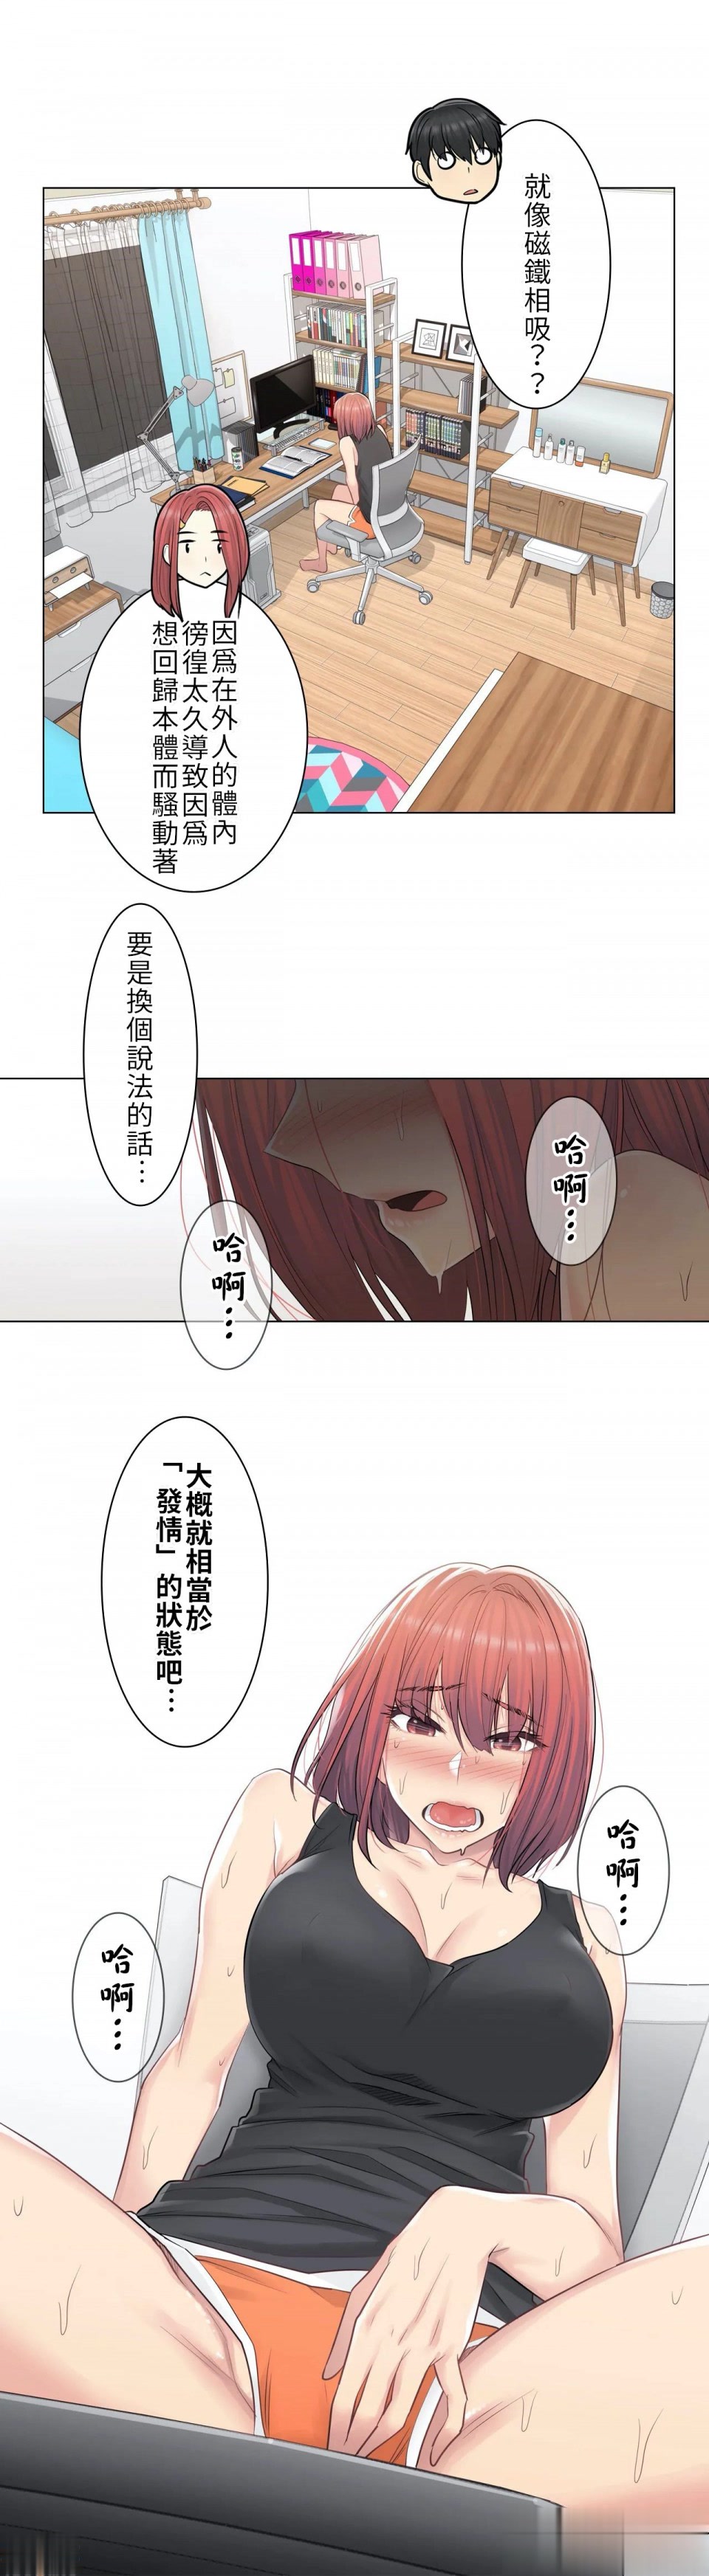 就像磁鐵相吸？？
因爲在外人的體內
徬徨太久導致因爲
想回歸本體而騷動著
要是換個說法的話…
哈啊…
哈啊…
大概就相當於
「發情」的狀態吧…
哈啊…
哈啊…